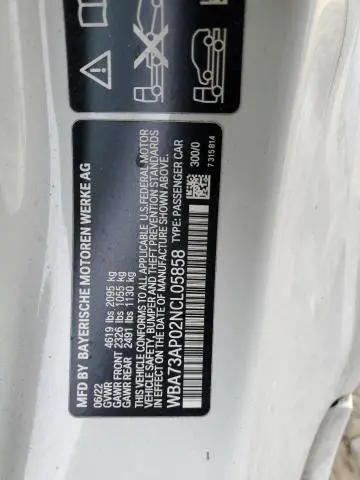 MFD BY BAYERISCHE MOTOREN WERKE AG
06/22
GVWR 4619 lbs 2095 kg
GAWR FRONT 2326 lbs 1055 kg
GAWR REAR 2491 lbs 1130 kg
THIS VEHICLE CONFORMS TO ALL APPLICABLE U.S. FEDERAL MOTOR
VEHICLE SAFETY, BUMPER, AND THEFT PREVENTION STANDARDS
IN EFFECT ON THE DATE OF MANUFACTURE SHOWN ABOVE.
WBA73AP02NCL05858 TYPE: PASSENGER CAR
300/0
7 315 814